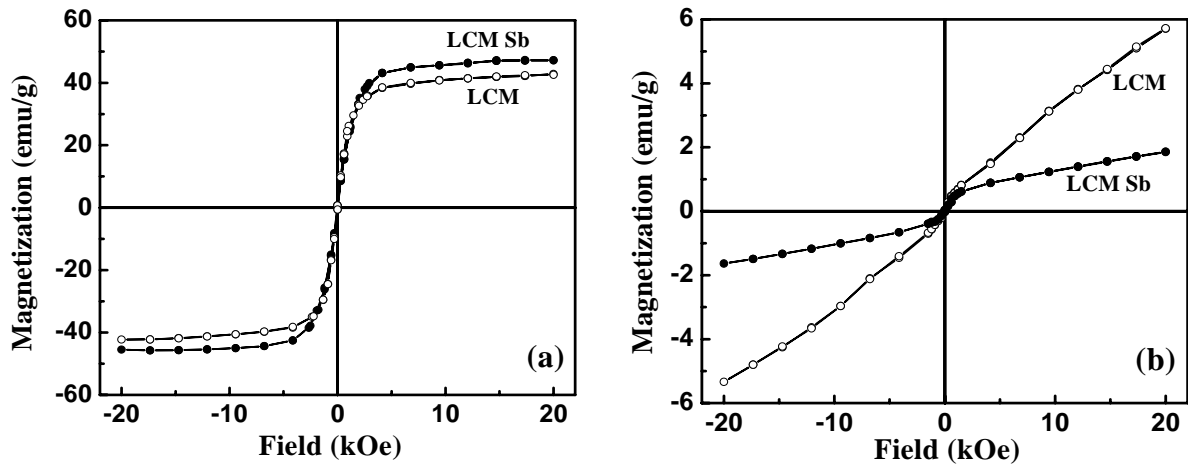 60
40
20
0
-20
-40
-60
Magnetization (emu/g)
LCM Sb
LCM
(a)
-20 -10 0 10 20
Field (kOe)
6
4
2
0
-2
-4
-6
Magnetization (emu/g)
LCM
LCM Sb
(b)
-20 -10 0 10 20
Field (kOe)